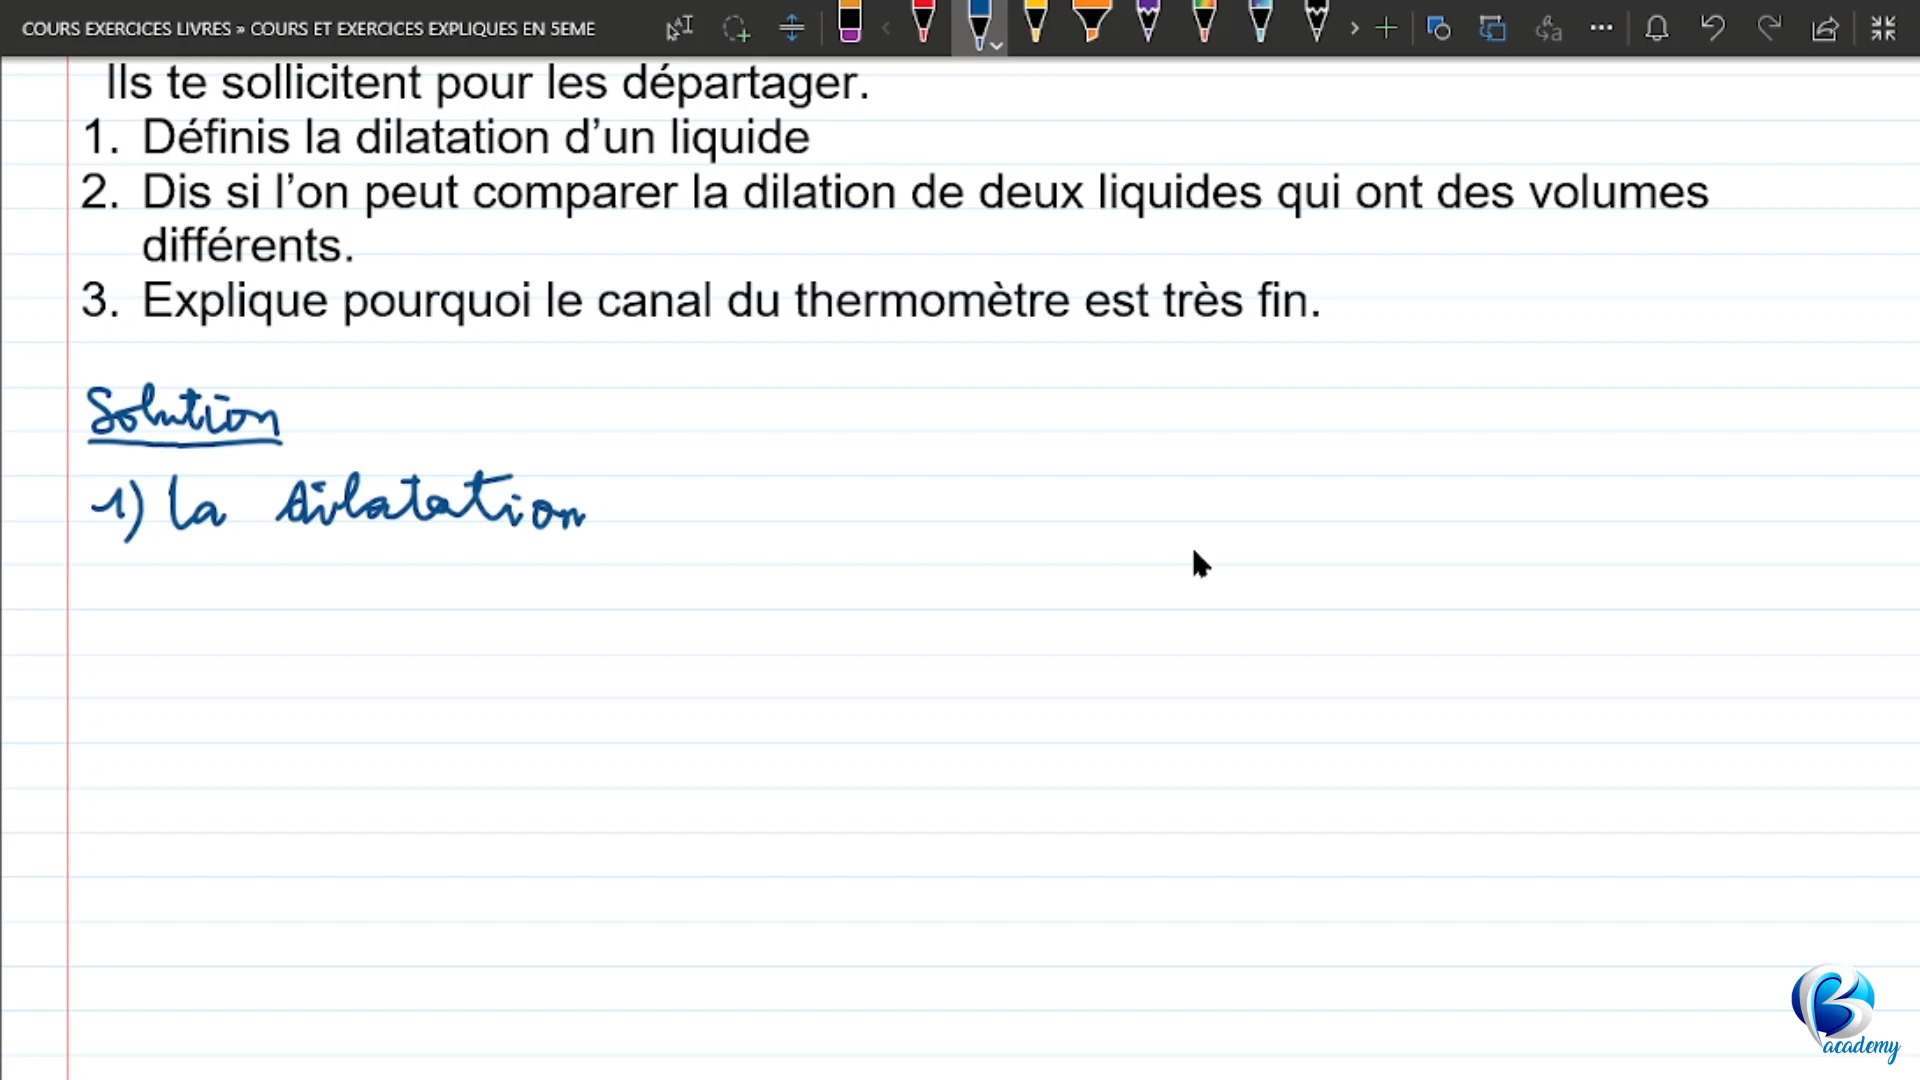 COURS EXERCICES LIVRES » COURS ET EXERCICES EXPLIQUES EN 5EME
Ils te sollicitent pour les départager.
1. Définis la dilatation d’un liquide
2. Dis si l’on peut comparer la dilation de deux liquides qui ont des volumes
différents.
3. Explique pourquoi le canal du thermomètre est très fin.
Solution
1) la dilatation
B
academy